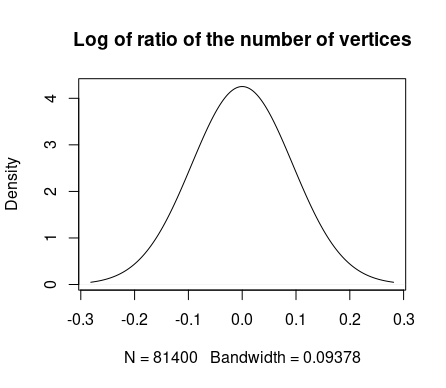 Log of ratio of the number of vertices
Density
4
3
2
1
0
-0.3 -0.2 -0.1 0.0 0.1 0.2 0.3
N = 81400 Bandwidth = 0.09378